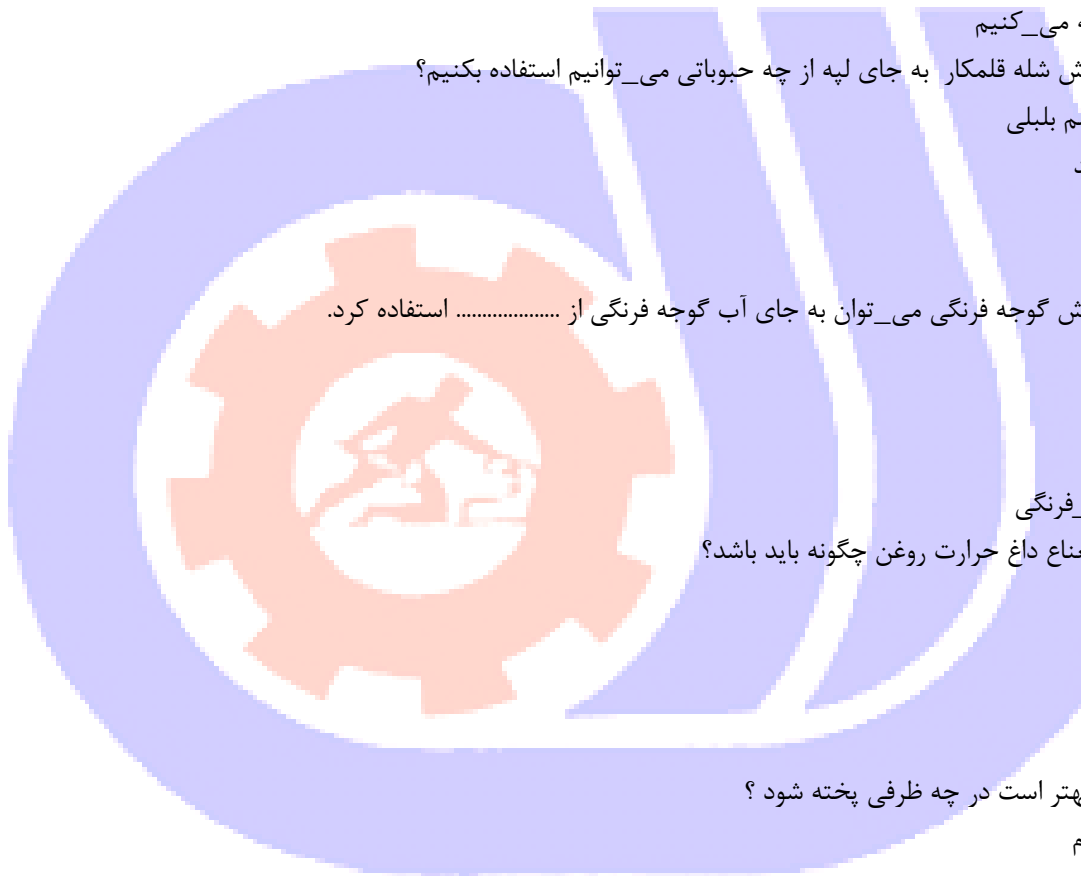 می_کنیم
ش شله قلمکار به جای لپه از چه حبوباتی می_توانیم استفاده بکنیم؟
م بلبلی
د
ش گوجه فرنگی می_توان به جای آب گوجه فرنگی از .................... استفاده کرد.
_فرنگی
عناع داغ حرارت روغن چگونه باید باشد؟
هتر است در چه ظرفی پخته شود ؟
م